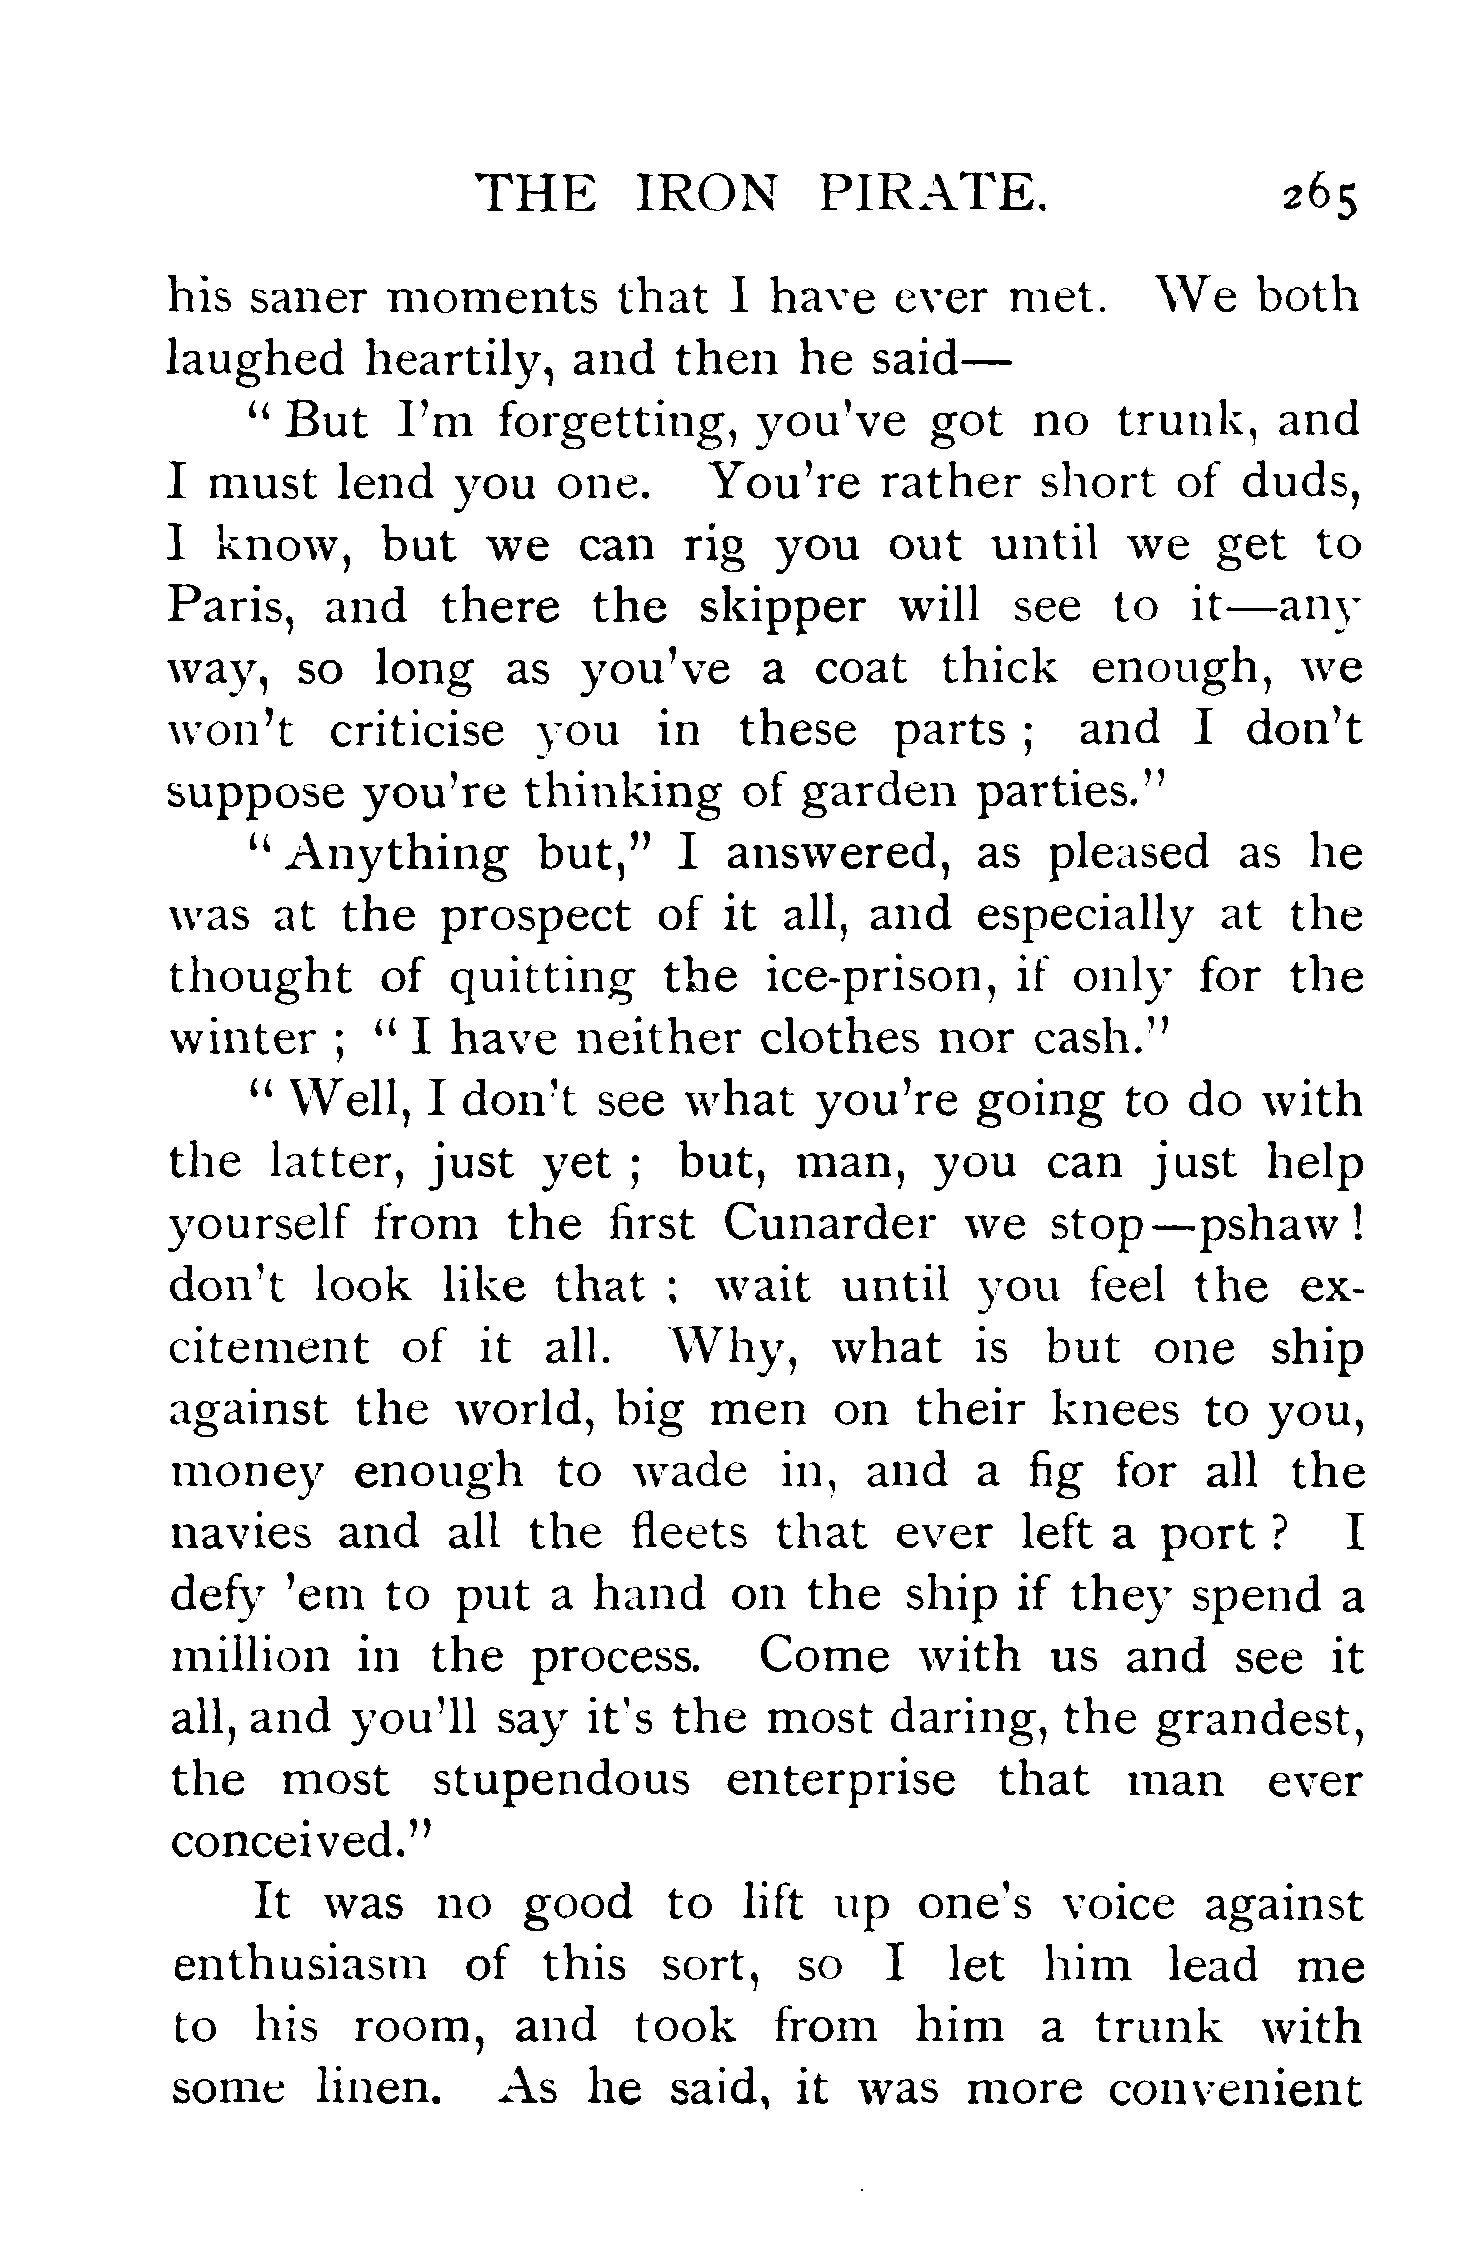 THE IRON PIRATE. 265
his saner moments that I have ever met. We both
laughed heartily, and then he said—
" But I'm forgetting, you've got no trunk, and
I must lend you one. You're rather short of duds,
I know, but we can rig you out until we get to
Paris, and there the skipper will see to it—any
way, so long as you've a coat thick enough, we
won't criticise you in these parts ; and I don't
suppose you're thinking of garden parties."
" Anything but," I answered, as pleased as he
was at the prospect of it all, and especially at the
thought of quitting the ice-prison, if only for the
winter ; " I have neither clothes nor cash."
" Well, I don't see what you're going to do with
the latter, just yet ; but, man, you can just help
yourself from the first Cunarder we stop—pshaw !
don't look like that ; wait until you feel the ex-
citement of it all. Why, what is but one ship
against the world, big men on their knees to you,
money enough to wade in, and a fig for all the
navies and all the fleets that ever left a port ? I
defy 'em to put a hand on the ship if they spend a
million in the process. Come with us and see it
all, and you'll say it's the most daring, the grandest,
the most stupendous enterprise that man ever
conceived."
It was no good to lift up one's voice against
enthusiasm of this sort, so I let him lead me
to his room, and took from him a trunk with
some linen. As he said, it was more convenient